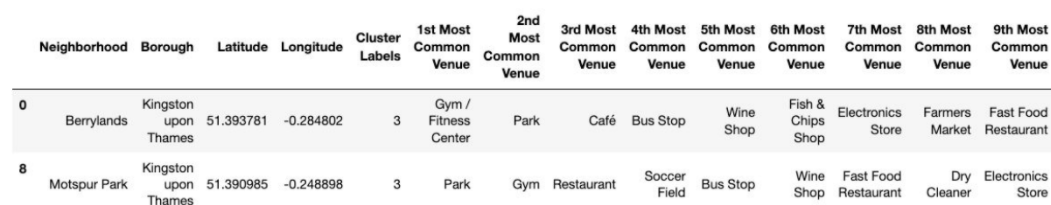 Neighborhood Borough Latitude Longitude Cluster Labels 1st Most Common Venue 2nd Most Common Venue 3rd Most Common Venue 4th Most Common Venue 5th Most Common Venue 6th Most Common Venue 7th Most Common Venue 8th Most Common Venue 9th Most Common Venue
0 Berrylands Kingston upon Thames 51.393781 -0.284802 3 Gym / Fitness Center Park Café Bus Stop Wine Shop Fish & Chips Shop Electronics Store Farmers Market Fast Food Restaurant
8 Motspur Park Kingston upon Thames 51.390985 -0.248898 3 Park Gym Restaurant Soccer Field Bus Stop Wine Shop Fast Food Restaurant Dry Cleaner Electronics Store